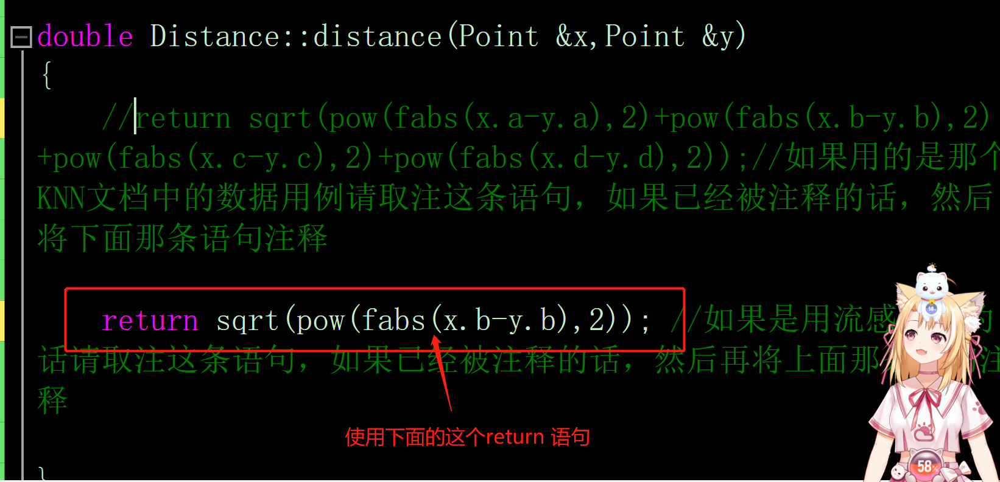 double Distance::distance(Point &x,Point &y)
{
//return sqrt(pow(fabs(x.a-y.a),2)+pow(fabs(x.b-y.b),2)
+pow(fabs(x.c-y.c),2)+pow(fabs(x.d-y.d),2));//如果用的是那个
KNN文档中的数据用例请取注这条语句，如果已经被注释的话，然后
将下面那条语句注释
return sqrt(pow(fabs(x.b-y.b),2)); //如果是用流感 的
话请取注这条语句，如果已经被注释的话，然后再将上面那 注
释
使用下面的这个return 语句
}
58%
58%